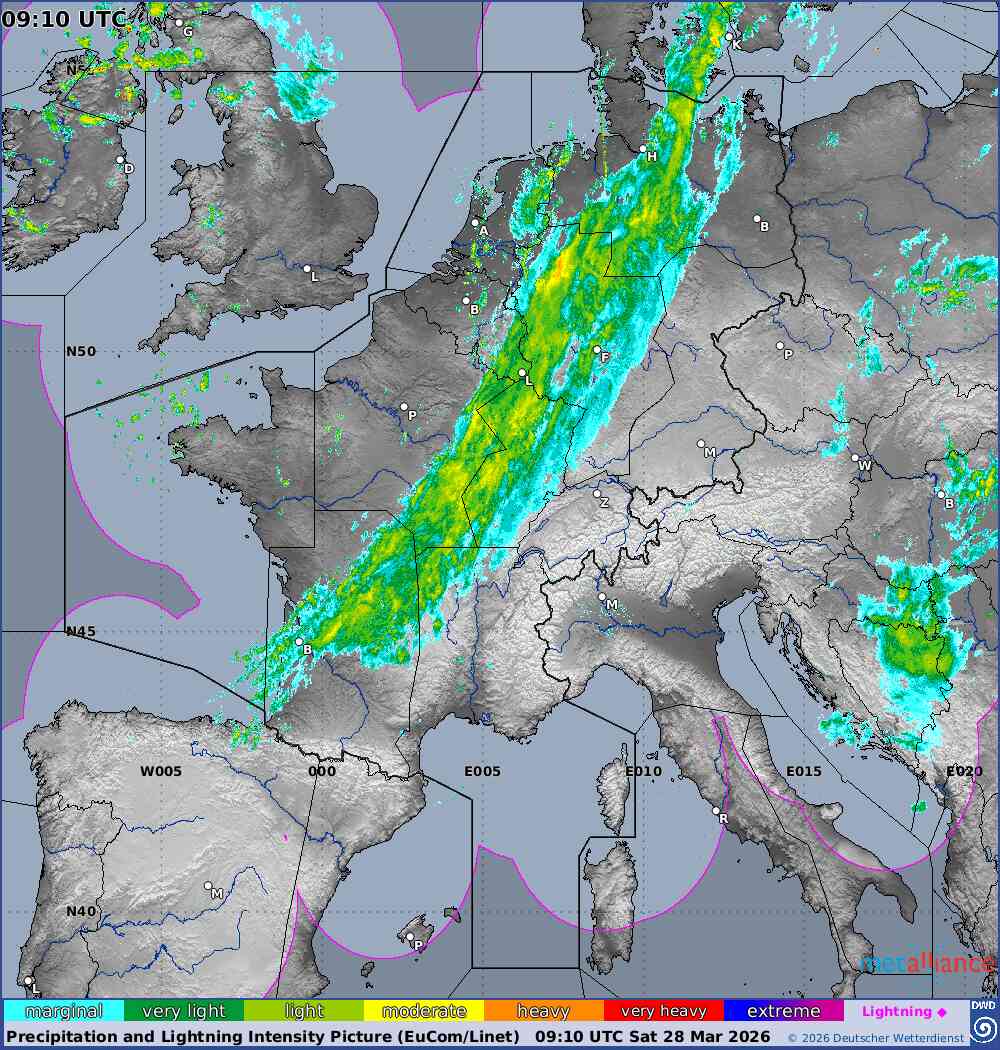 09:10 UTC
G
K
N55
D
H
A
B
L
B
N50
F
P
L
P
M
W
Z
B
M
N45
B
W005
000
E005
E010
E015
E020
R
M
N40
P
L
metalliance
marginal
very light
light
moderate
heavy
very heavy
extreme
Lightning ◆
DWD
Precipitation and Lightning Intensity Picture (EuCom/Linet) 09:10 UTC Sat 28 Mar 2026
© 2026 Deutscher Wetterdienst